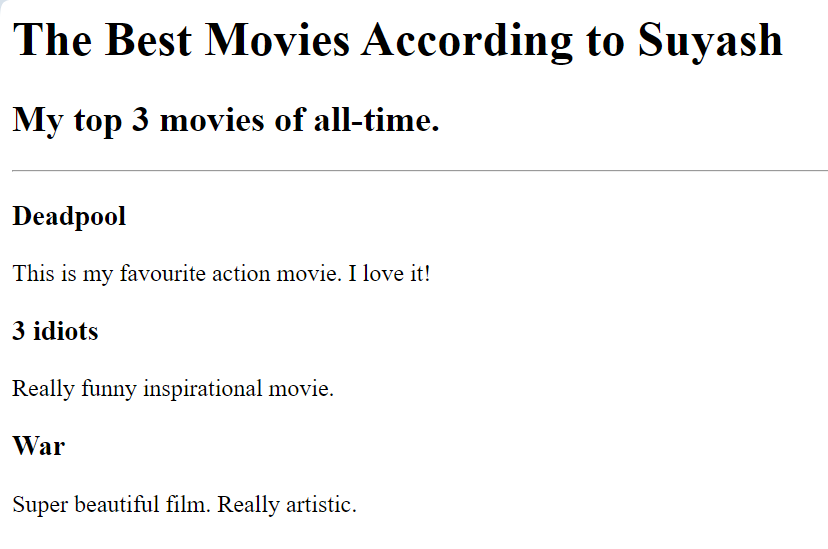 The Best Movies According to Suyash
My top 3 movies of all-time.
Deadpool
This is my favourite action movie. I love it!
3 idiots
Really funny inspirational movie.
War
Super beautiful film. Really artistic.